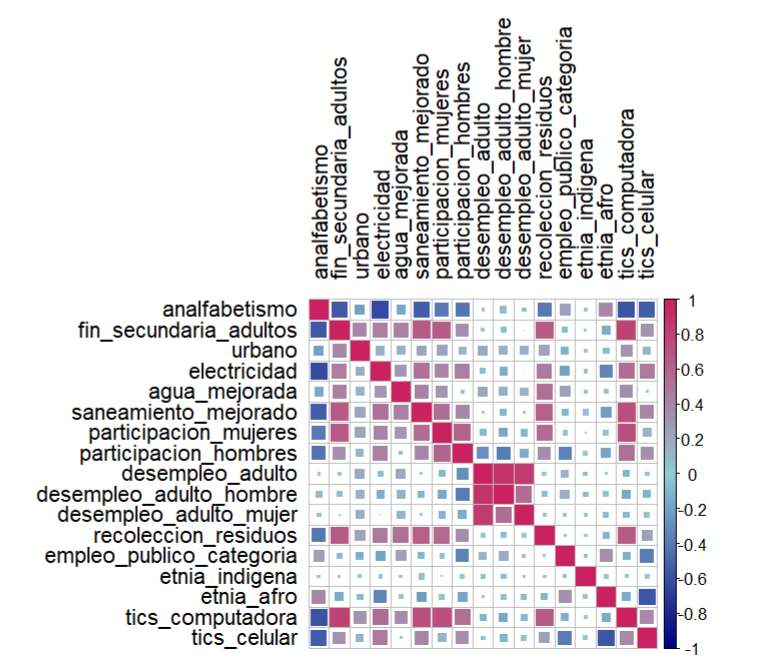 analfabetismo
fin_secundaria_adultos
urbano
electricidad
agua_mejorada
saneamiento_mejorado
participacion_mujeres
participacion_hombres
desempleo_adulto
desempleo_adulto_hombre
desempleo_adulto_mujer
recoleccion_residuos
empleo_publico_categoria
etnia_indigena
etnia_afro
tics_computadora
tics_celular
analfabetismo
fin_secundaria_adultos
urbano
electricidad
agua_mejorada
saneamiento_mejorado
participacion_mujeres
participacion_hombres
desempleo_adulto
desempleo_adulto_hombre
desempleo_adulto_mujer
recoleccion_residuos
empleo_publico_categoria
etnia_indigena
etnia_afro
tics_computadora
tics_celular
1
0.8
0.6
0.4
0.2
0
-0.2
-0.4
-0.6
-0.8
-1